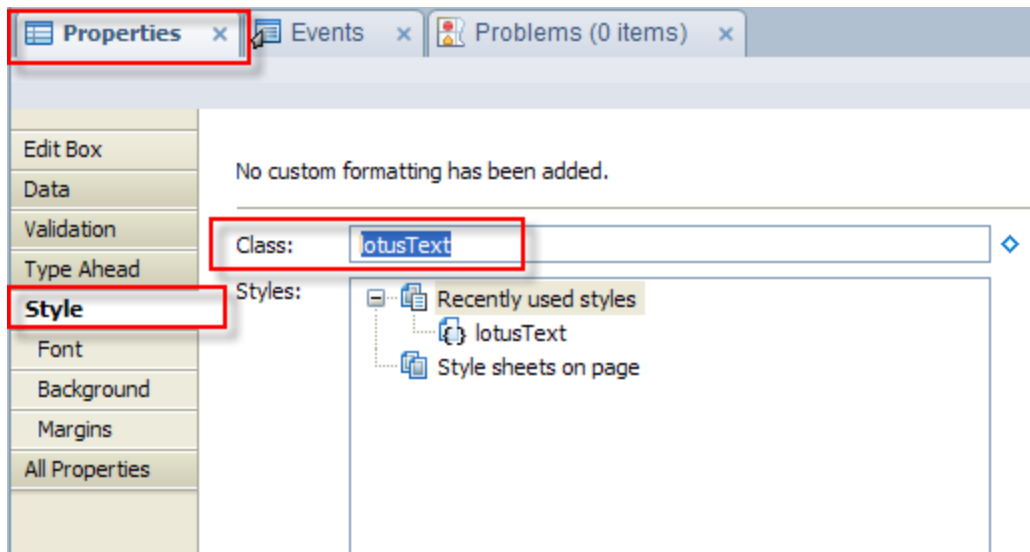 Properties Events Problems (0 items)
Edit Box
No custom formatting has been added.
Data
Validation
Class: lotusText
Type Ahead
Styles: Recently used styles
Style
lotusText
Font
Style sheets on page
Background
Margins
All Properties